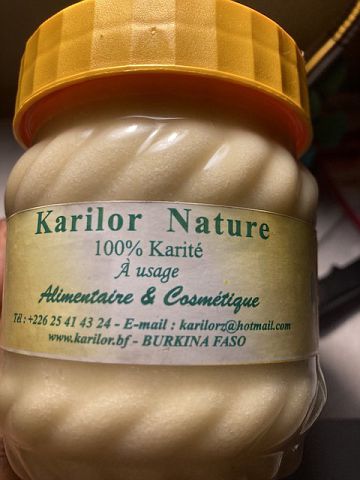 Karilor Nature
100% Karité
À usage
Alimentaire & Cosmétique
Tél : +226 25 41 43 24 - E-mail : karilorz@hotmail.com
www.karilor.bf - BURKINA FASO